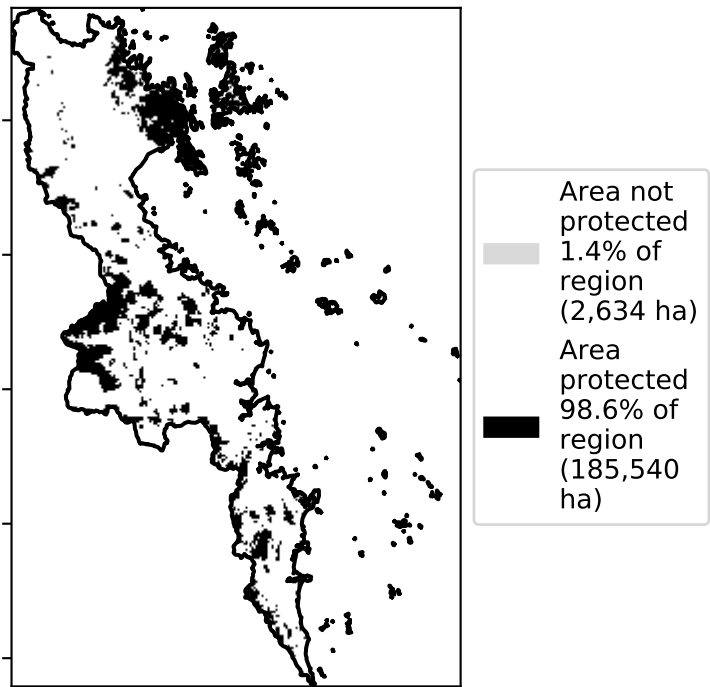 Area not
protected
1.4% of
region
(2,634 ha)
Area
protected
98.6% of
region
(185,540
ha)